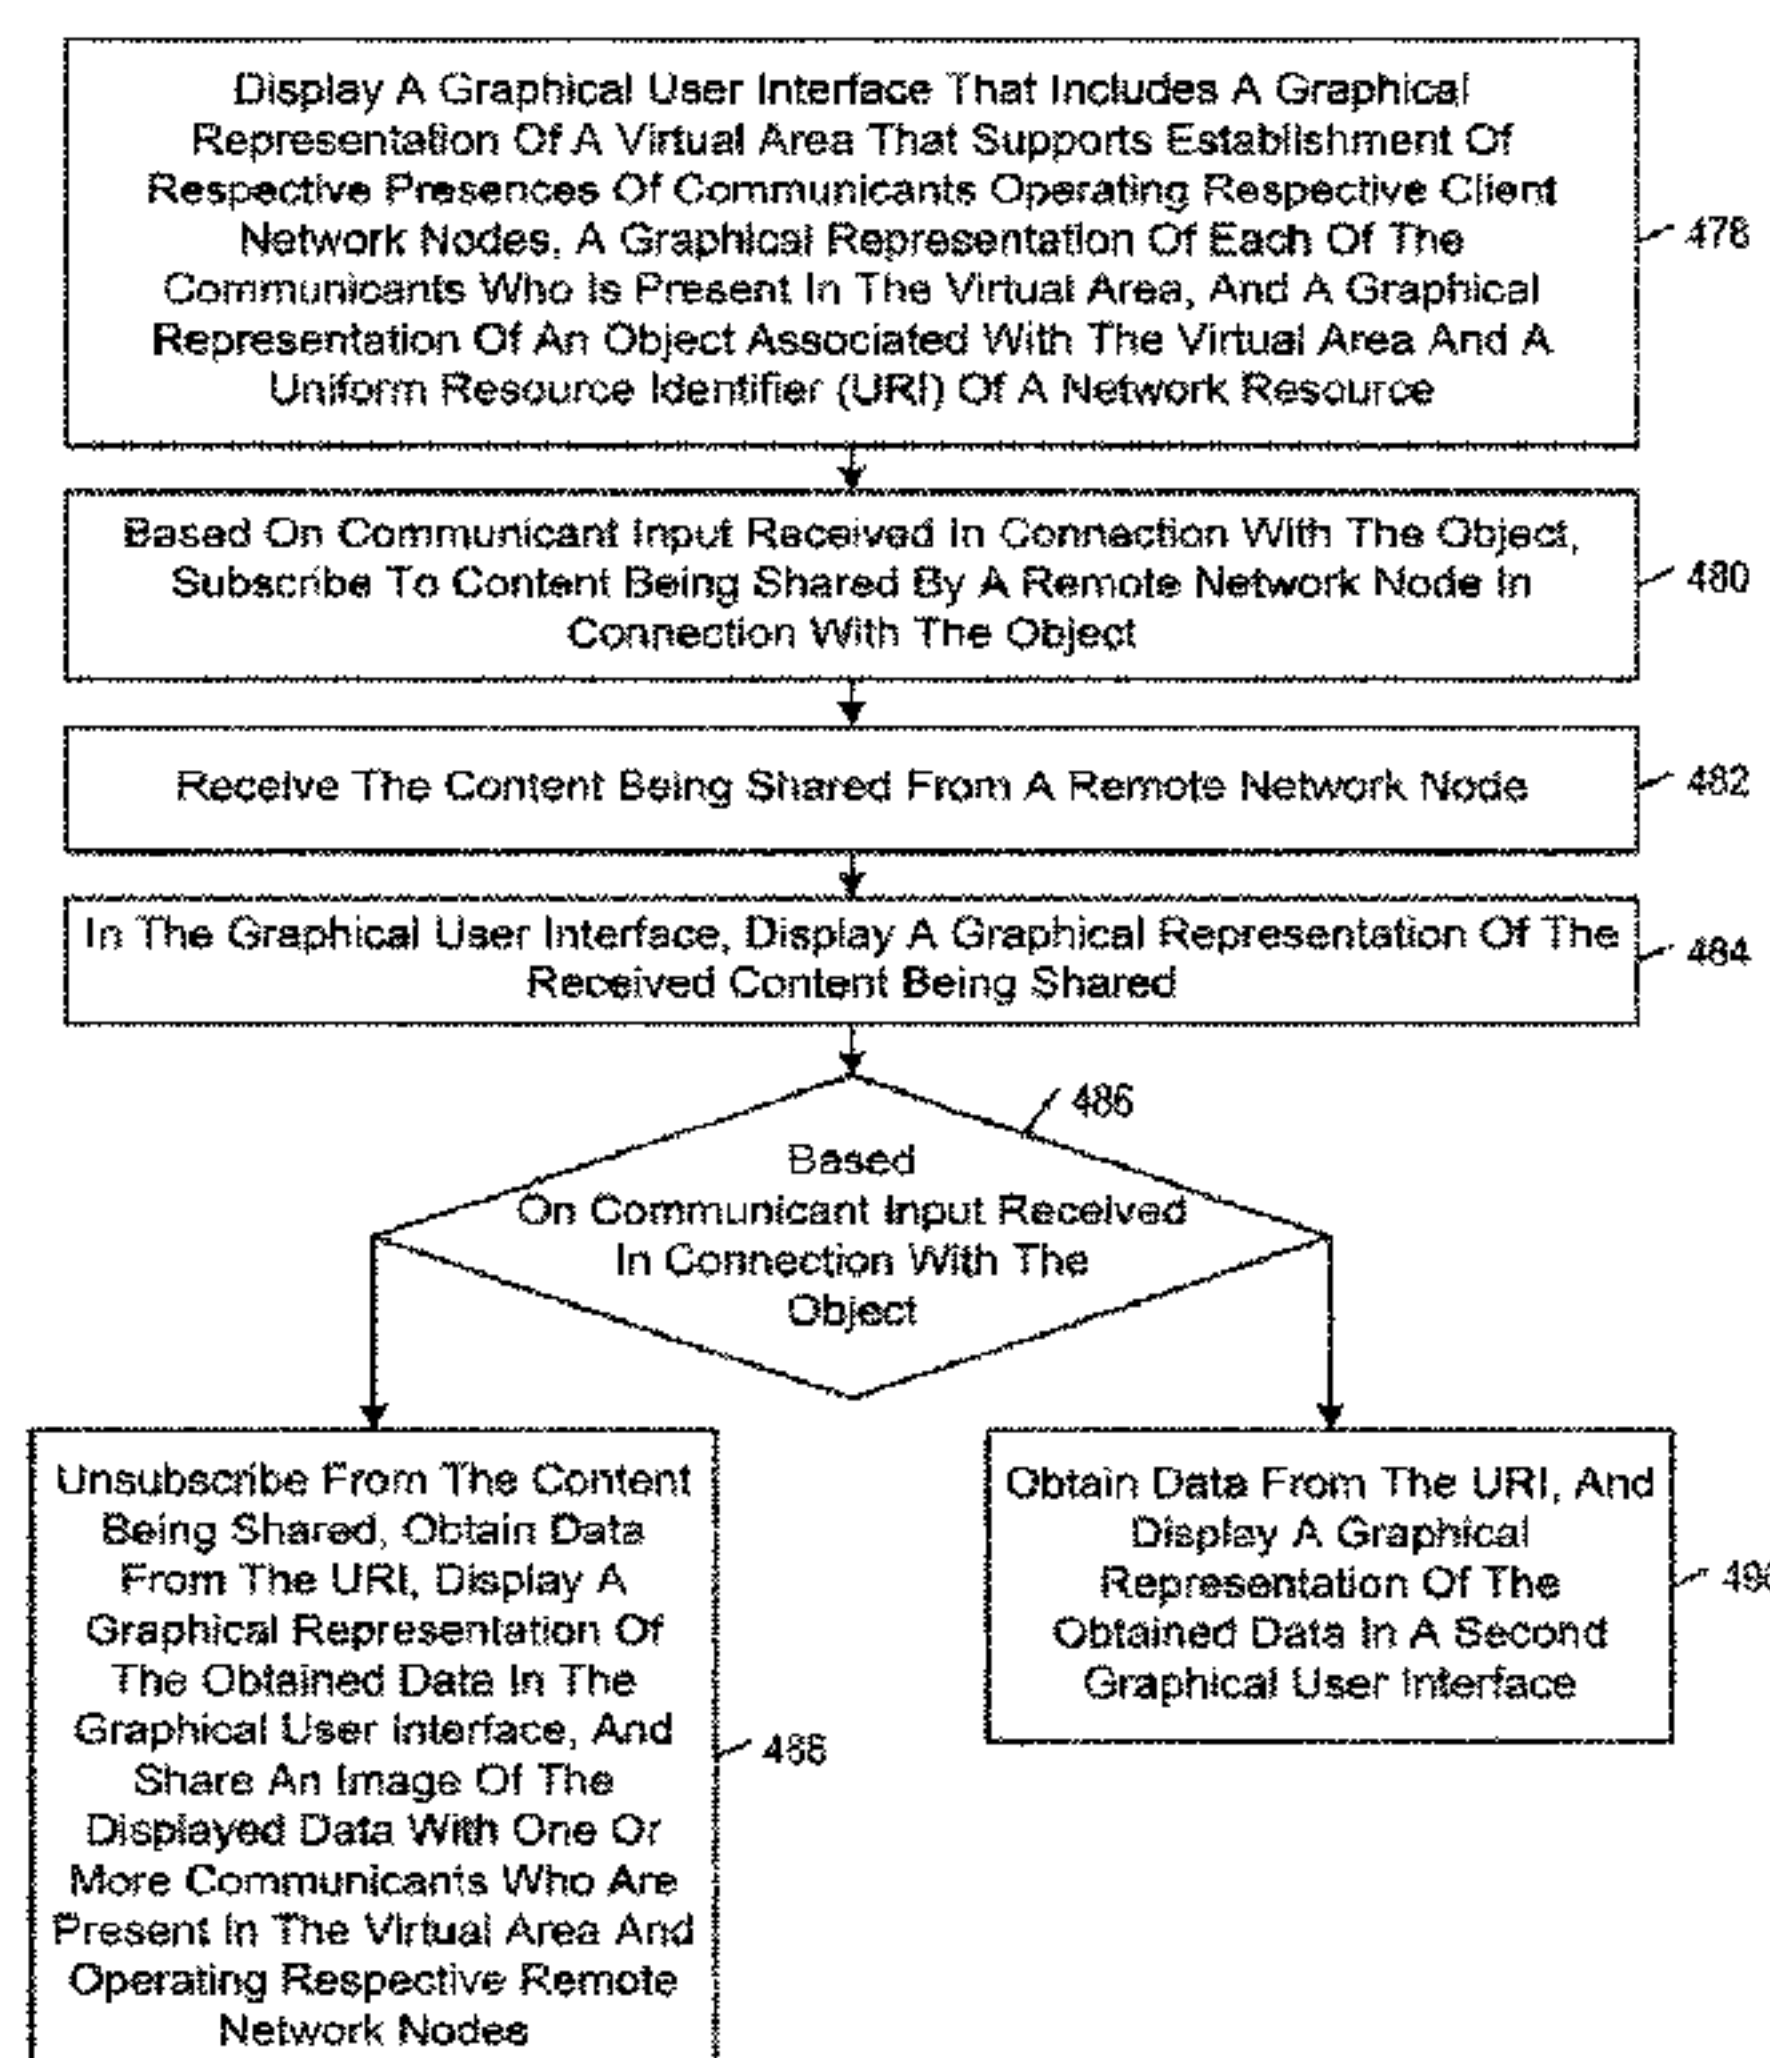 Display A Graphical User Interface That Includes A Graphical
Representation Of A Virtual Area That Supports Establishment Of
Respective Presences Of Communicants Operating Respective Client
Network Nodes, A Graphical Representation Of Each Of The
Communicants Who Is Present In The Virtual Area, And A Graphical
Representation Of An Object Associated With The Virtual Area And A
Uniform Resource Identifier (URI) Of A Network Resource
478
Based On Communicant Input Received In Connection With The Object,
Subscribe To Content Being Shared By A Remote Network Node In
Connection With The Object
480
Receive The Content Being Shared From A Remote Network Node
482
In The Graphical User Interface, Display A Graphical Representation Of The
Received Content Being Shared
484
486
Based
On Communicant Input Received
In Connection With The
Object
Unsubscribe From The Content
Being Shared, Obtain Data
From The URI, Display A
Graphical Representation Of
The Obtained Data In The
Graphical User Interface, And
Share An Image Of The
Displayed Data With One Or
More Communicants Who Are
Present In The Virtual Area And
Operating Respective Remote
Network Nodes
488
Obtain Data From The URI, And
Display A Graphical
Representation Of The
Obtained Data In A Second
Graphical User Interface